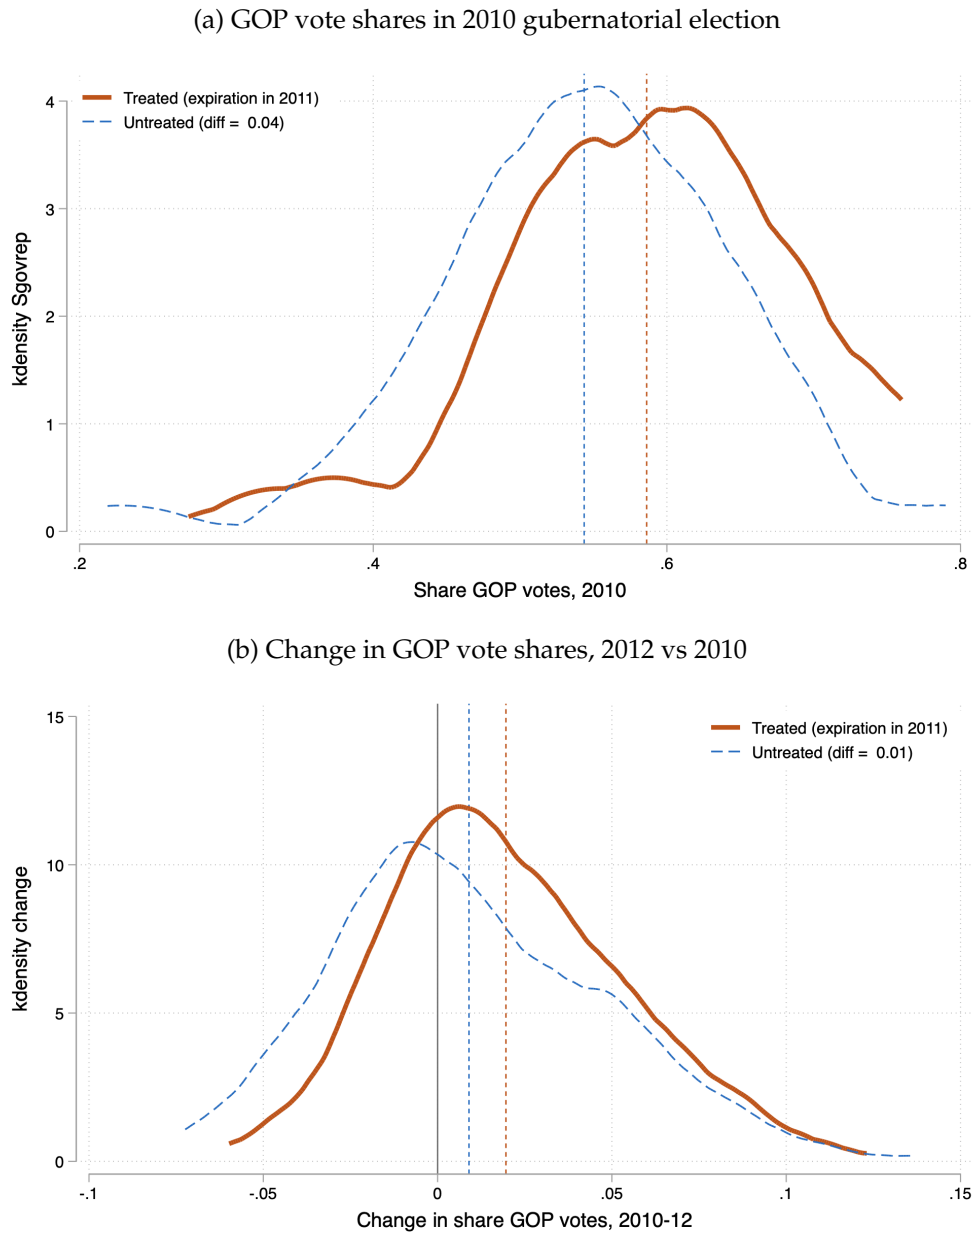 (a) GOP vote shares in 2010 gubernatorial election
Treated (expiration in 2011)
Untreated (diff =  0.04)
4
3
2
1
0
kdensity Sgovrep
.2 .4 .6 .8
Share GOP votes, 2010
(b) Change in GOP vote shares, 2012 vs 2010
Treated (expiration in 2011)
Untreated (diff =  0.01)
15
10
5
0
kdensity change
-.1 -.05 0 .05 .1 .15
Change in share GOP votes, 2010-12